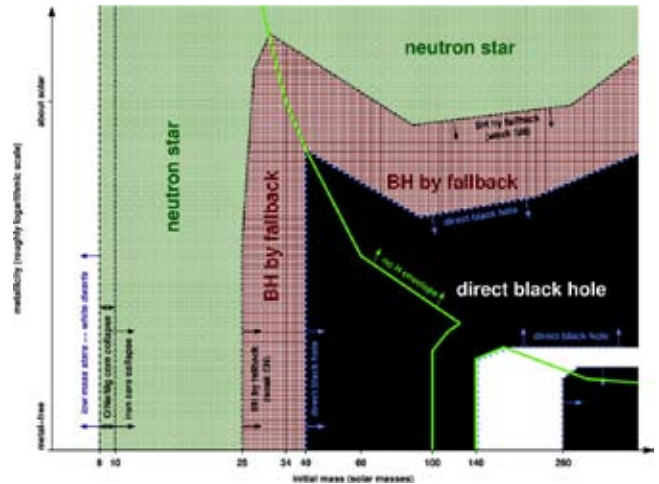 neutron star
about solar
BH by fallback
(weak SN)
BH by fallback
direct black hole
metallicity (roughly logarithmic scale)
neutron star
BH by fallback
no H envelope
direct black hole
direct black hole
low mass stars -- white dwarfs
O/Ne/Mg core collapse
iron core collapse
BH by fallback
(weak SN)
direct black hole
metal-free
9 10 25 34 40 60 100 140 260
initial mass (solar masses)